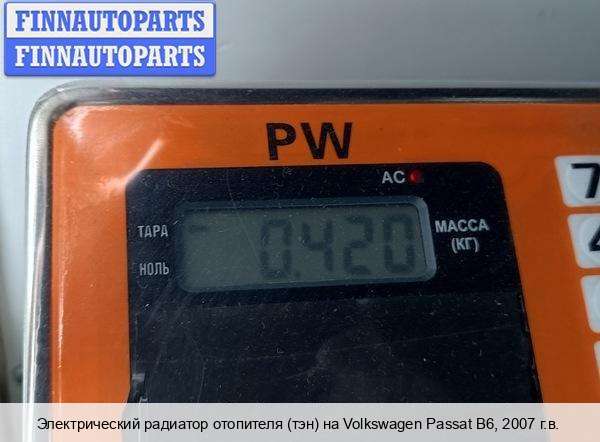 FINNAUTOPARTS
FINNAUTOPARTS
PW
AC
ТАРА
НОЛЬ
0.420
МАССА
(КГ)
7
4
Электрический радиатор отопителя (тэн) на Volkswagen Passat B6, 2007 г.в.